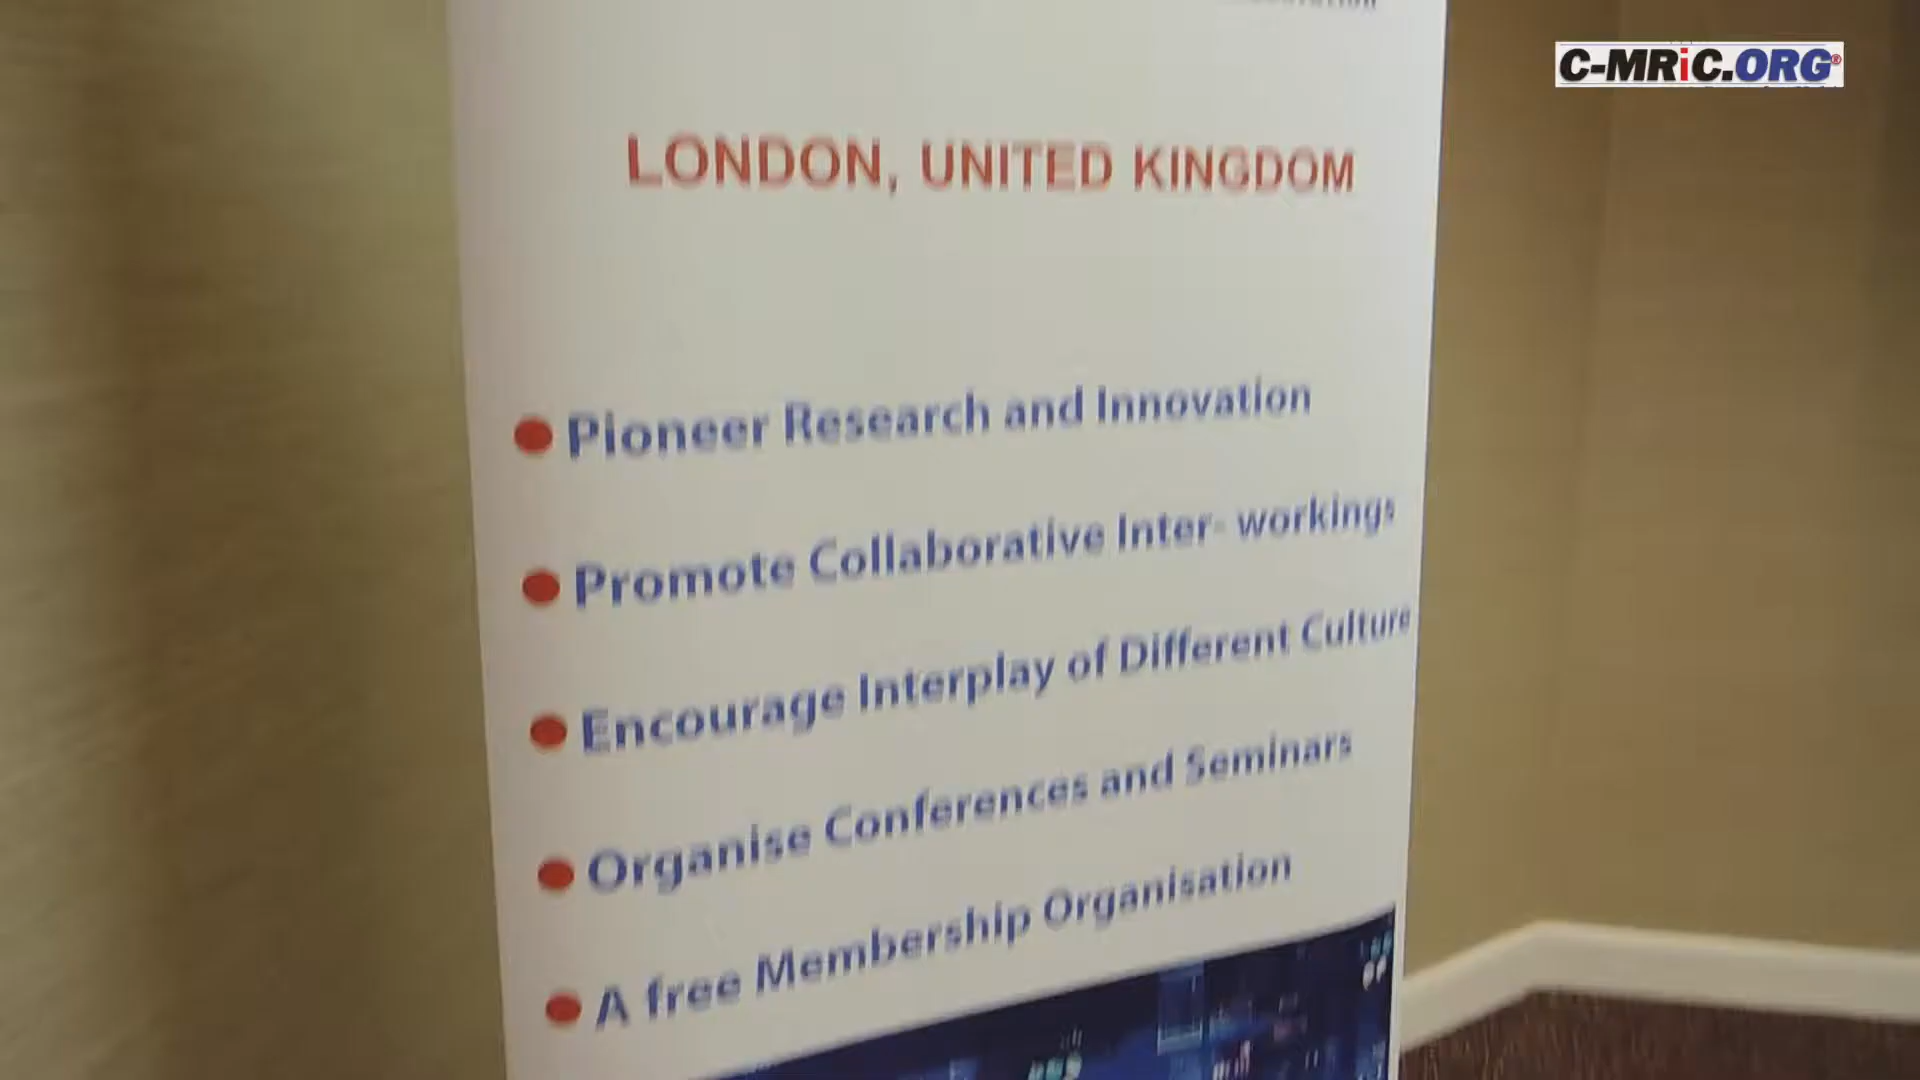 C-MRiC.ORG®
LONDON, UNITED KINGDOM
Pioneer Research and Innovation
Promote Collaborative Inter- workings
Encourage Interplay of Different Culture
Organise Conferences and Seminars
A free Membership Organisation